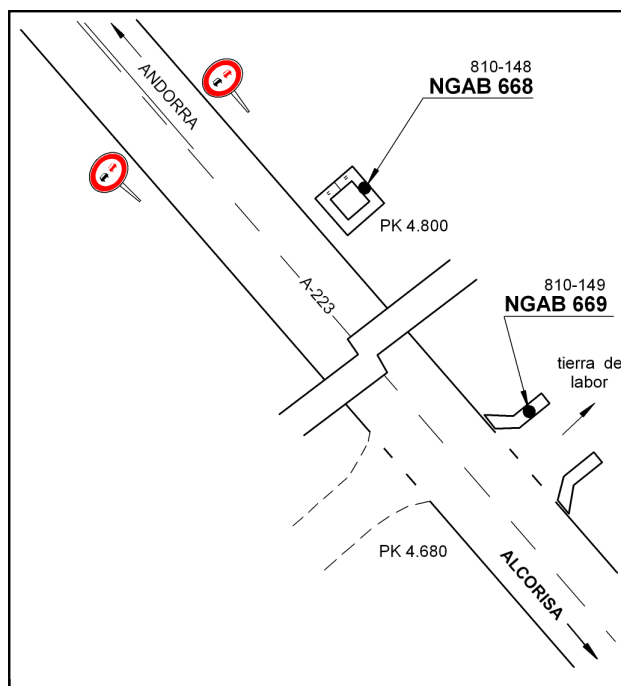 810-148
NGAB 668
ANDORRA
PK 4.800
A-223
810-149
NGAB 669
tierra de
labor
PK 4.680
ALCORISA